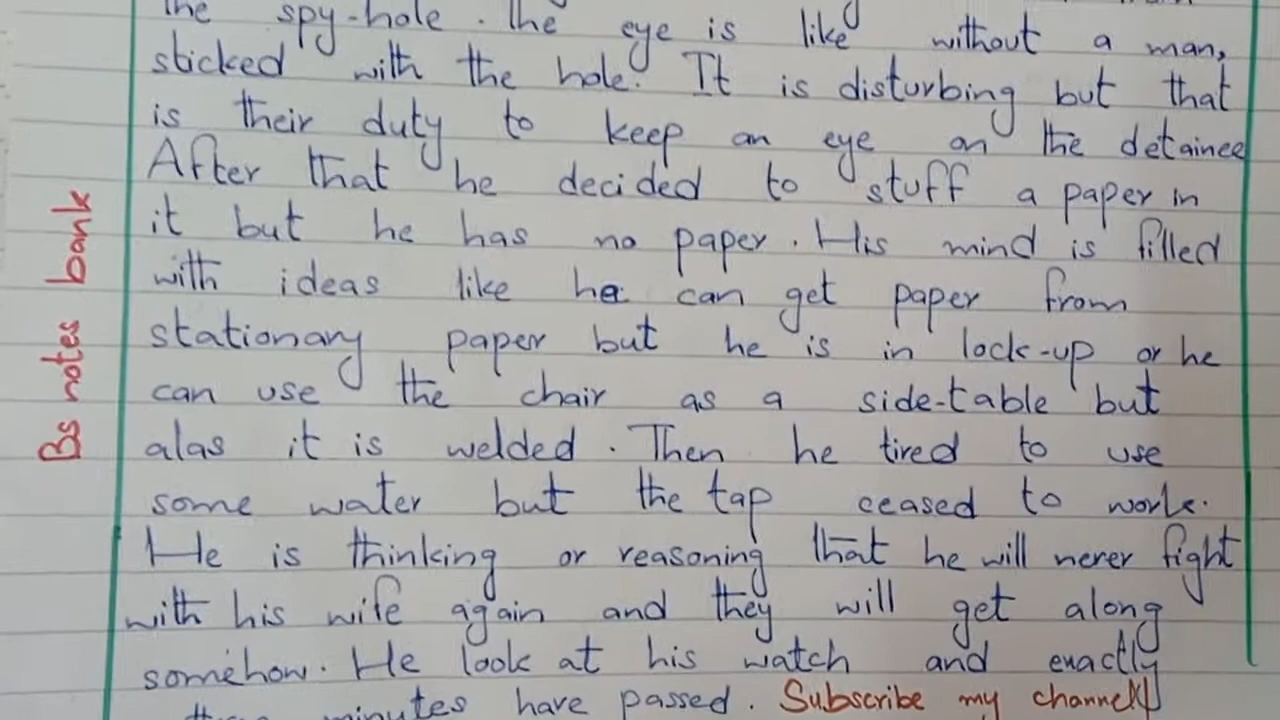 the spy-hole. The eye is like without a man,
sticked with the hole. It is disturbing but that
is their duty to keep an eye on the detainee
After that he decided to stuff a paper in
it but he has no paper. His mind is filled
with ideas like he can get paper from
stationary paper but he is in lock-up or he
can use the chair as a side-table but
alas it is welded. Then he tired to use
some water but the tap ceased to work.
He is thinking or reasoning that he will never fight
with his wife again and they will get along
somehow. He look at his watch and exactly
minutes have passed. Subscribe my channel
Bs notes bank